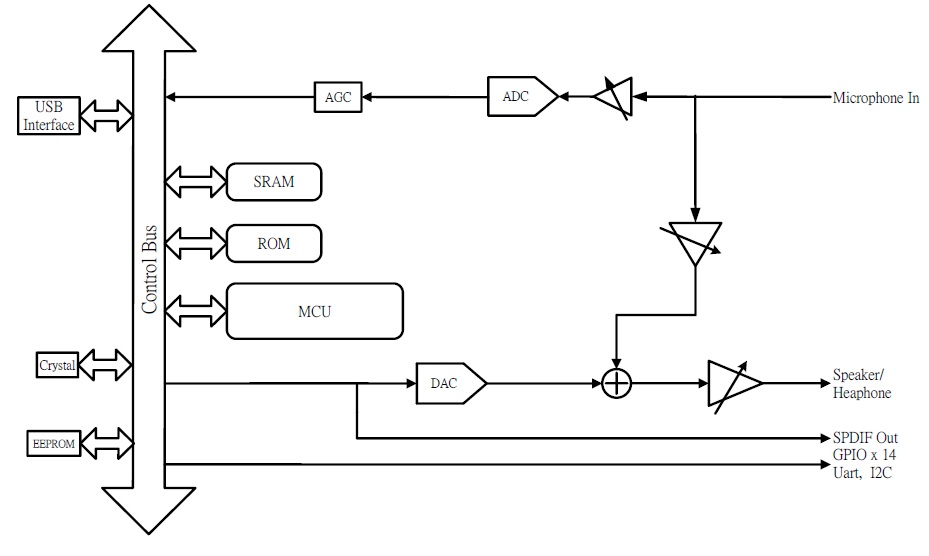 USB
Interface
AGC
ADC
Microphone In
SRAM
ROM
Control Bus
MCU
Crystal
DAC
Speaker/
Heaphone
EEPROM
SPDIF Out
GPIO x 14
Uart, I2C